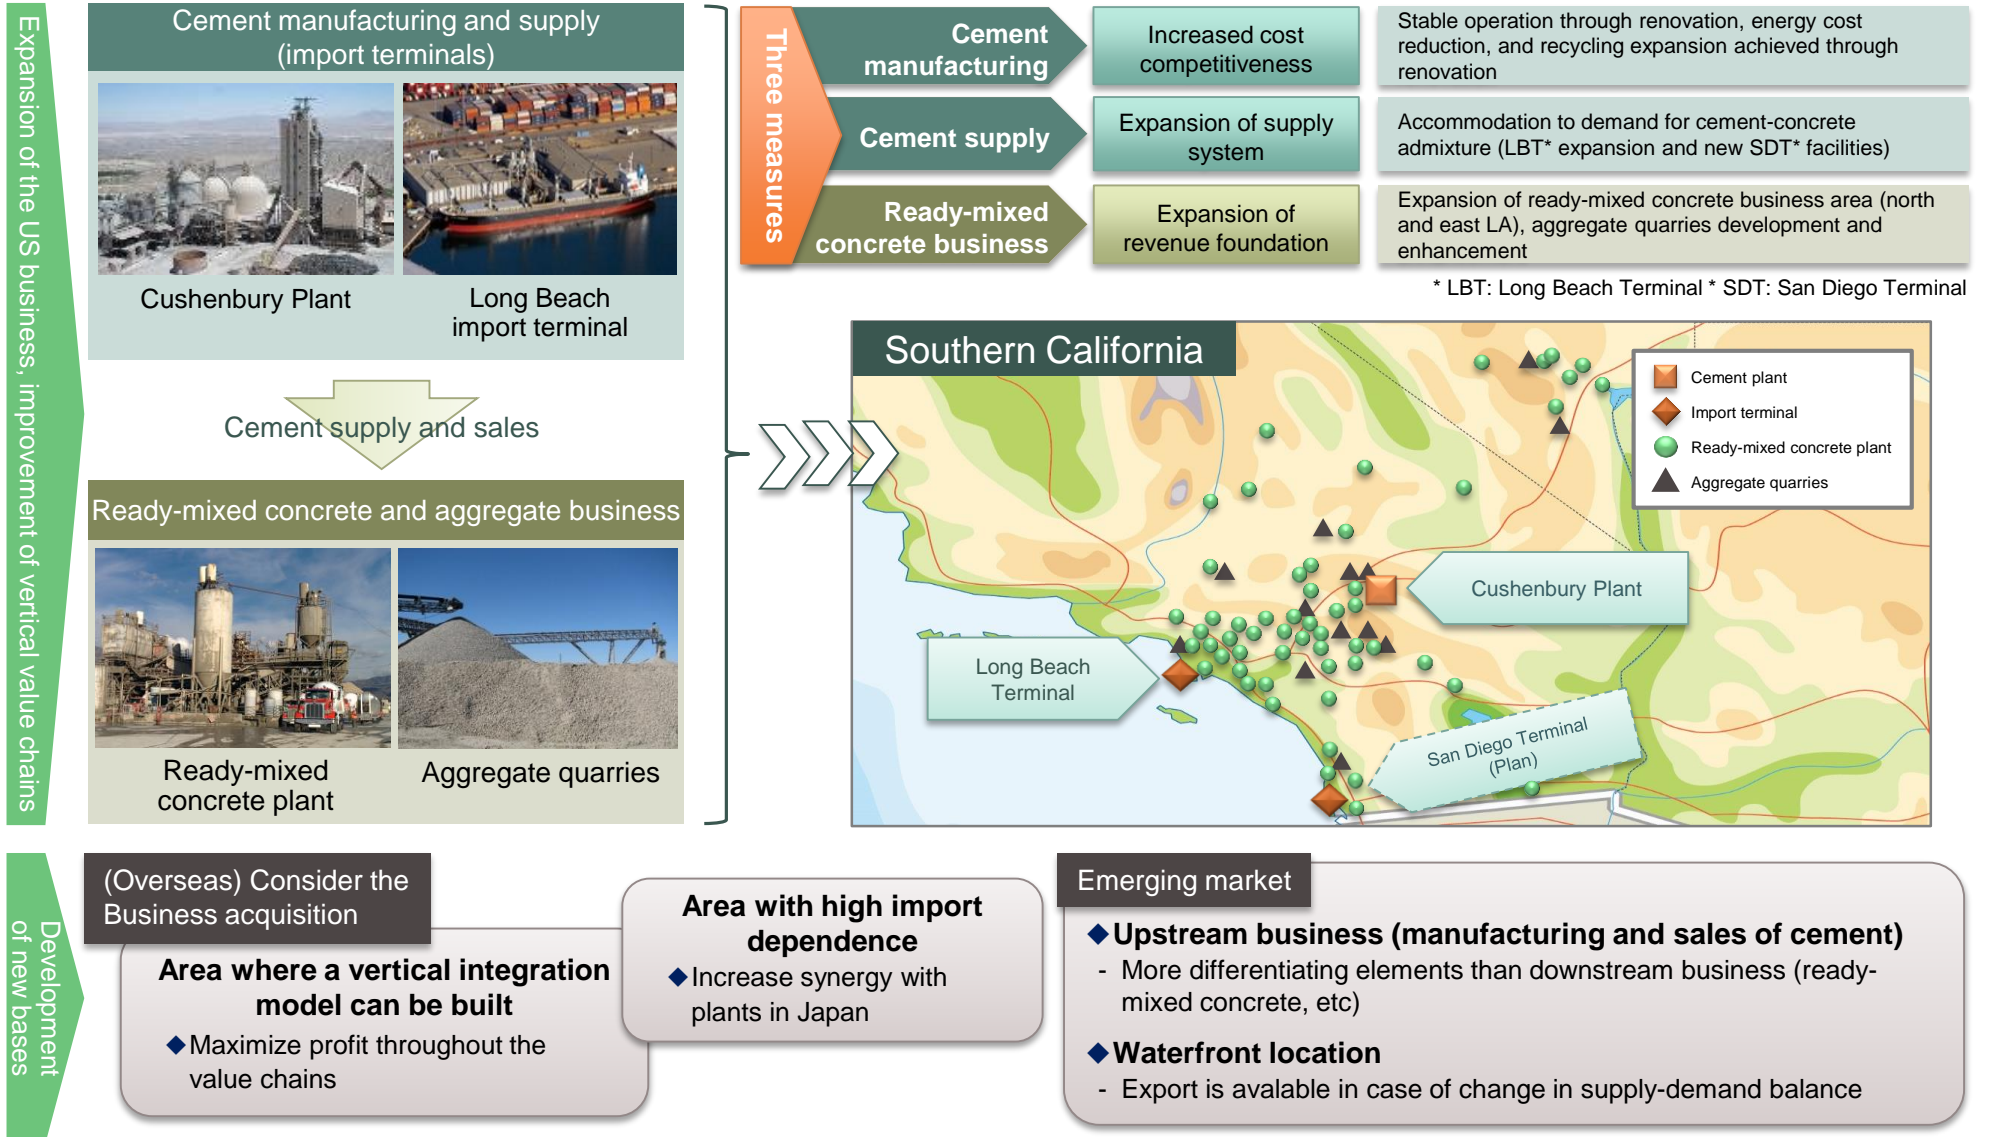 Expansion of the US business, improvement of vertical value chains
Cement manufacturing and supply
(import terminals)
Cushenbury Plant
Long Beach
import terminal
Cement supply and sales
Ready-mixed concrete and aggregate business
Ready-mixed
concrete plant
Aggregate quarries
Three measures
Cement
manufacturing
Increased cost
competitiveness
Stable operation through renovation, energy cost
reduction, and recycling expansion achieved through
renovation
Cement supply
Expansion of supply
system
Accommodation to demand for cement-concrete
admixture (LBT* expansion and new SDT* facilities)
Ready-mixed
concrete business
Expansion of
revenue foundation
Expansion of ready-mixed concrete business area (north
and east LA), aggregate quarries development and
enhancement
* LBT: Long Beach Terminal * SDT: San Diego Terminal
Southern California
Cement plant
Import terminal
Ready-mixed concrete plant
Aggregate quarries
Cushenbury Plant
Long Beach
Terminal
San Diego Terminal
(Plan)
Development
of new bases
(Overseas) Consider the
Business acquisition
Area where a vertical integration
model can be built
◆Maximize profit throughout the
value chains
Area with high import
dependence
◆Increase synergy with
plants in Japan
Emerging market
◆Upstream business (manufacturing and sales of cement)
- More differentiating elements than downstream business (ready-
mixed concrete, etc)
◆Waterfront location
- Export is avalable in case of change in supply-demand balance